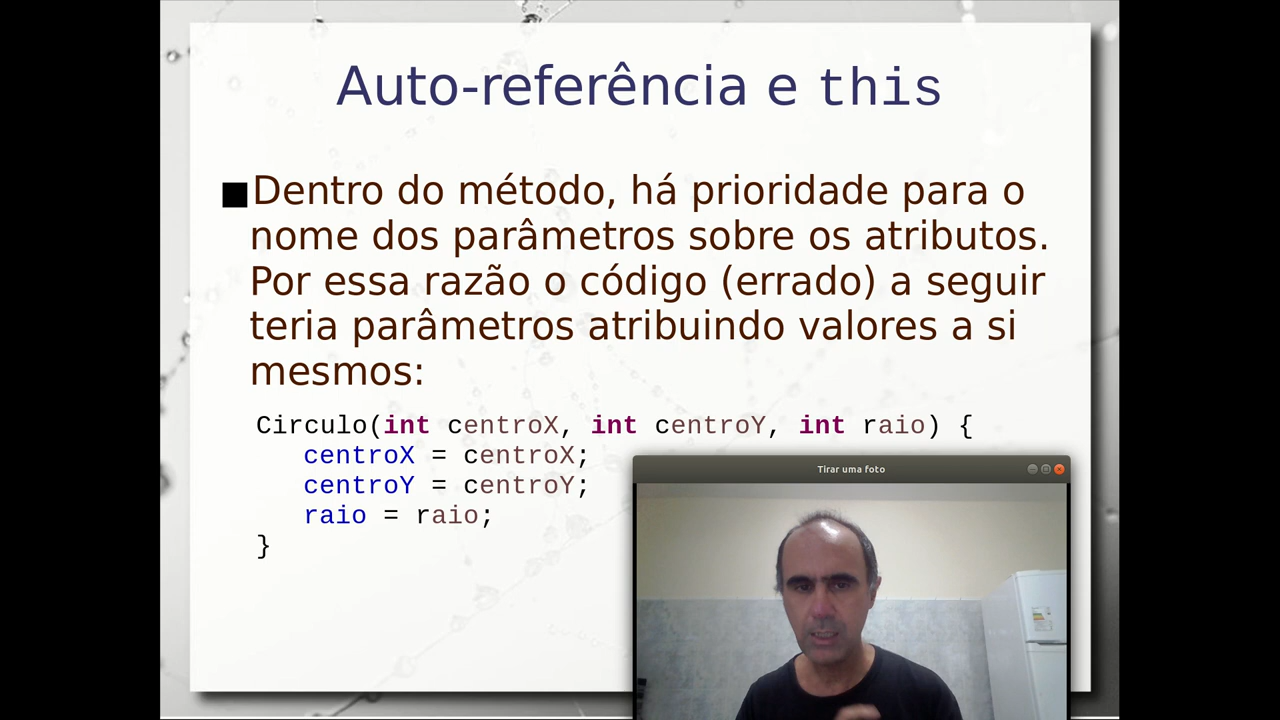 Auto-referência e this
Dentro do método, há prioridade para o
nome dos parâmetros sobre os atributos.
Por essa razão o código (errado) a seguir
teria parâmetros atribuindo valores a si
mesmos:
Circulo(int centroX, int centroY, int raio) {
centroX = centroX;
centroY = centroY;
raio = raio;
}
Tirar uma foto